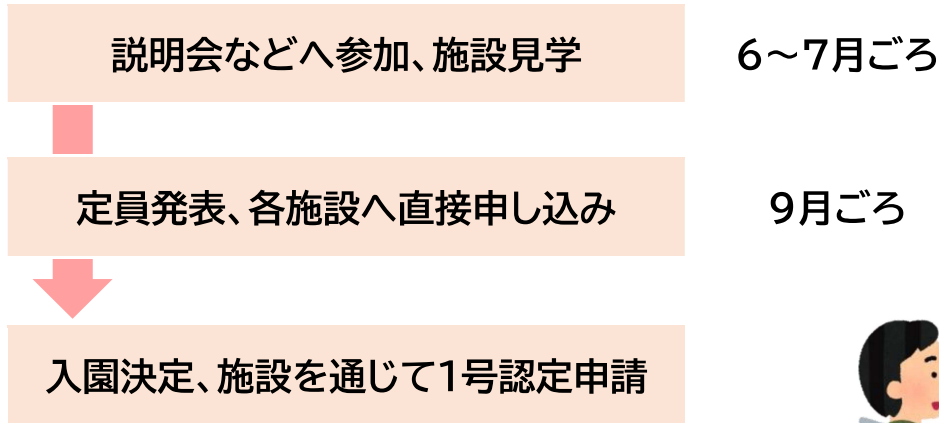 説明会などへ参加、施設見学 6～7月ごろ
定員発表、各施設へ直接申し込み 9月ごろ
入園決定、施設を通じて1号認定申請